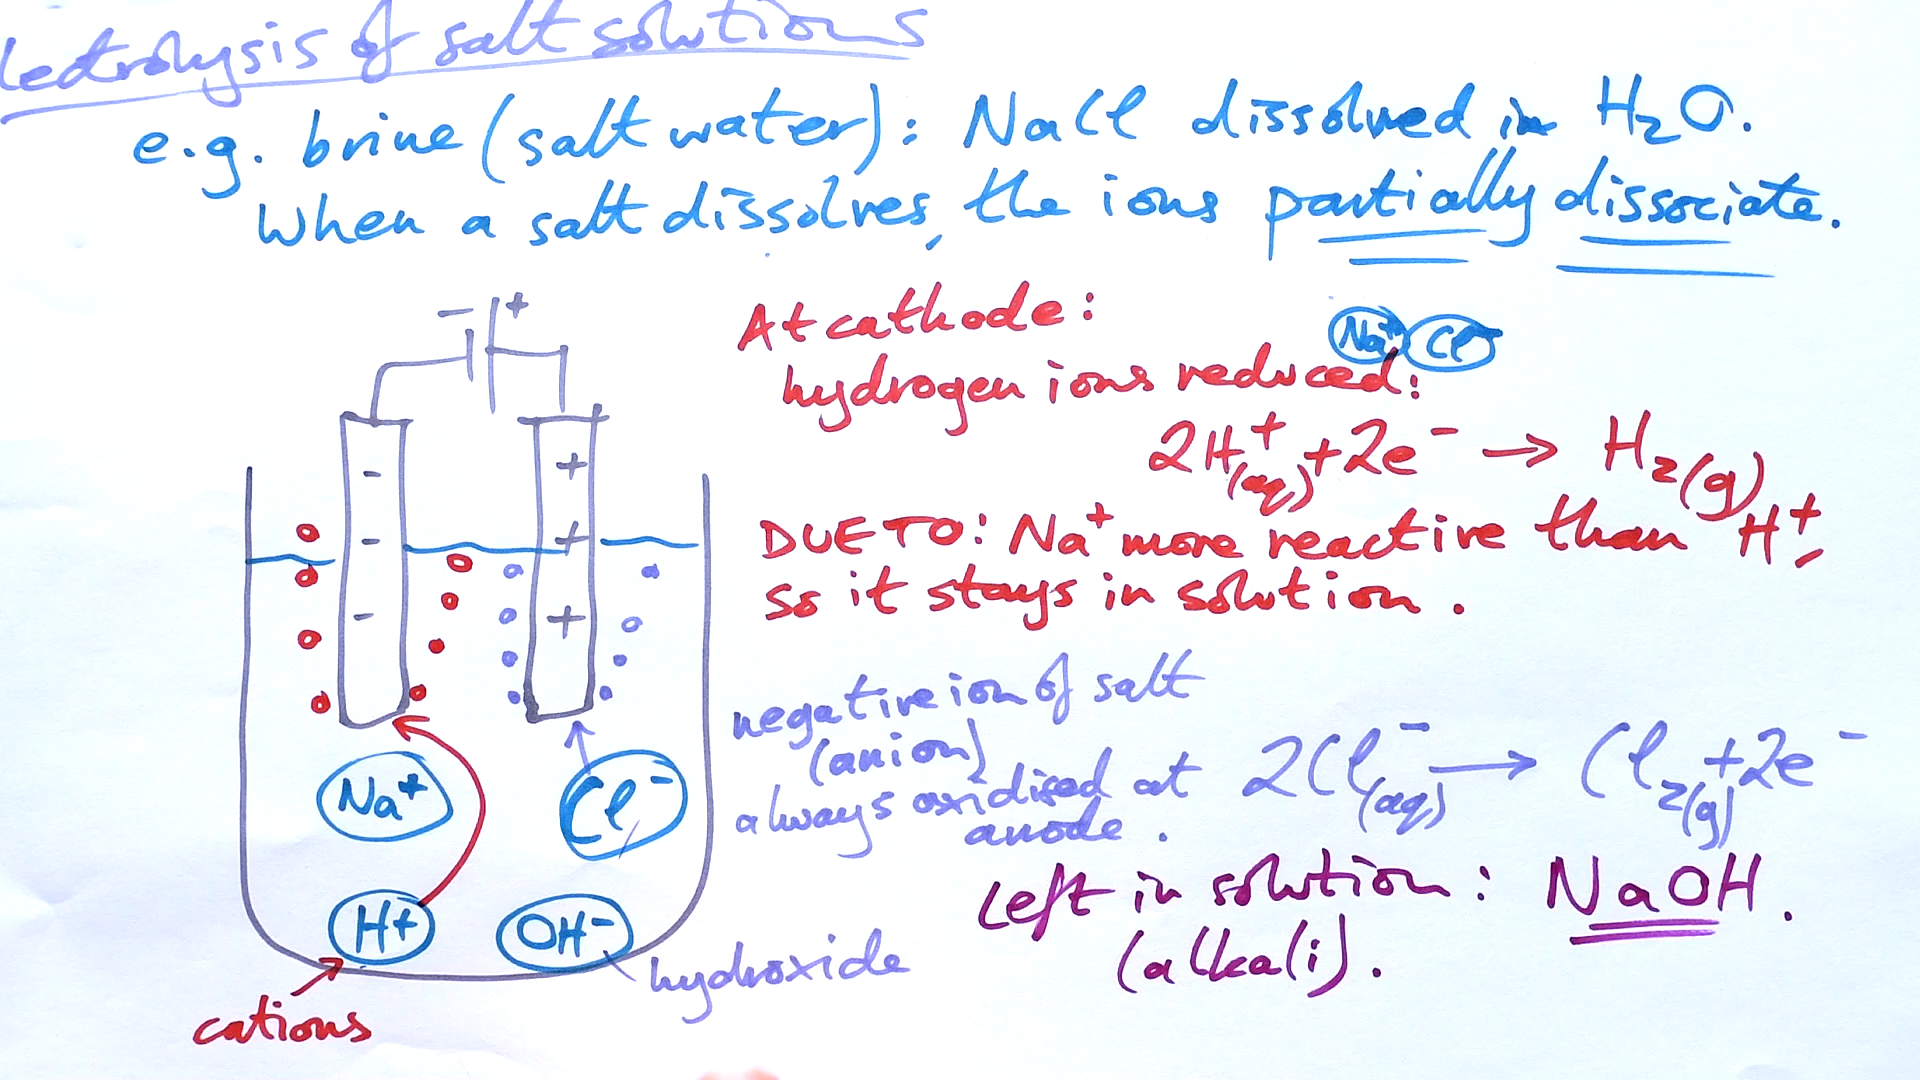 lectrolysis of salt solutions
e.g. brine (salt water): NaCl dissolved in H₂O.
When a salt dissolves, the ions partially dissociate.
At cathode:
Na⁺ Cl⁻
hydrogen ions reduced:
2H⁺(aq) + 2e⁻ → H₂(g)
DUE TO: Na⁺ more reactive than H⁺,
so it stays in solution.
− +
- +
- +
- +
negative ion of salt
(anion)
always oxidised at
anode.
2Cl⁻(aq) → Cl₂(g) + 2e⁻
Na⁺ Cl⁻
H+ OH⁻
Left in solution: NaOH.
(alkali).
hydroxide
cations